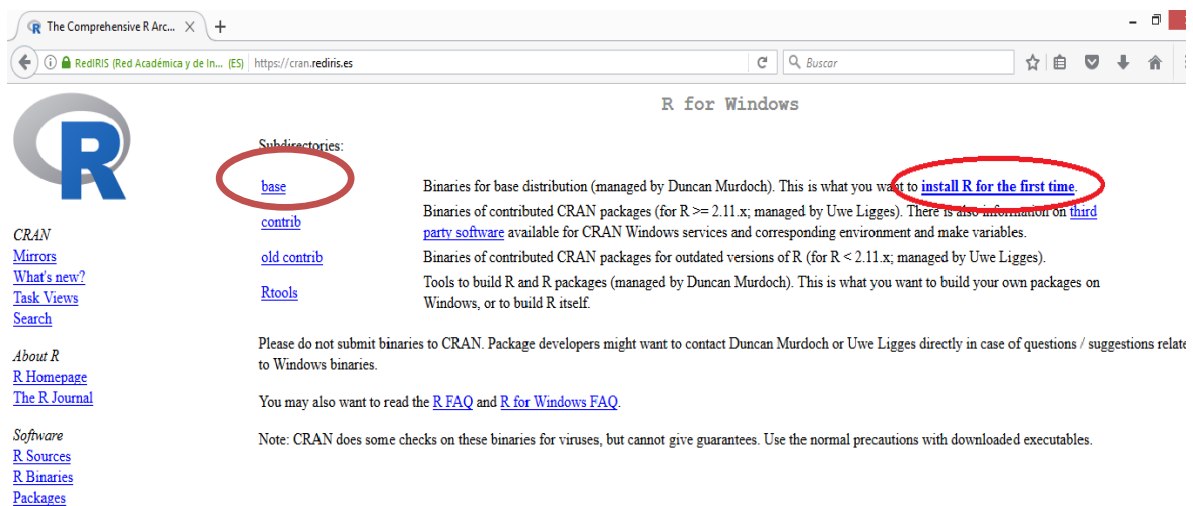 The Comprehensive R Arc...
RedIRIS (Red Académica y de In... (ES) https://cran.rediris.es
Buscar
R
R for Windows
Subdirectories:
base
Binaries for base distribution (managed by Duncan Murdoch). This is what you want to install R for the first time.
contrib
Binaries of contributed CRAN packages (for R >= 2.11.x; managed by Uwe Ligges). There is also information on third
party software available for CRAN Windows services and corresponding environment and make variables.
old contrib
Binaries of contributed CRAN packages for outdated versions of R (for R < 2.11.x; managed by Uwe Ligges).
Rtools
Tools to build R and R packages (managed by Duncan Murdoch). This is what you want to build your own packages on
Windows, or to build R itself.
Please do not submit binaries to CRAN. Package developers might want to contact Duncan Murdoch or Uwe Ligges directly in case of questions / suggestions relate
to Windows binaries.
You may also want to read the R FAQ and R for Windows FAQ.
Note: CRAN does some checks on these binaries for viruses, but cannot give guarantees. Use the normal precautions with downloaded executables.
CRAN
Mirrors
What's new?
Task Views
Search
About R
R Homepage
The R Journal
Software
R Sources
R Binaries
Packages